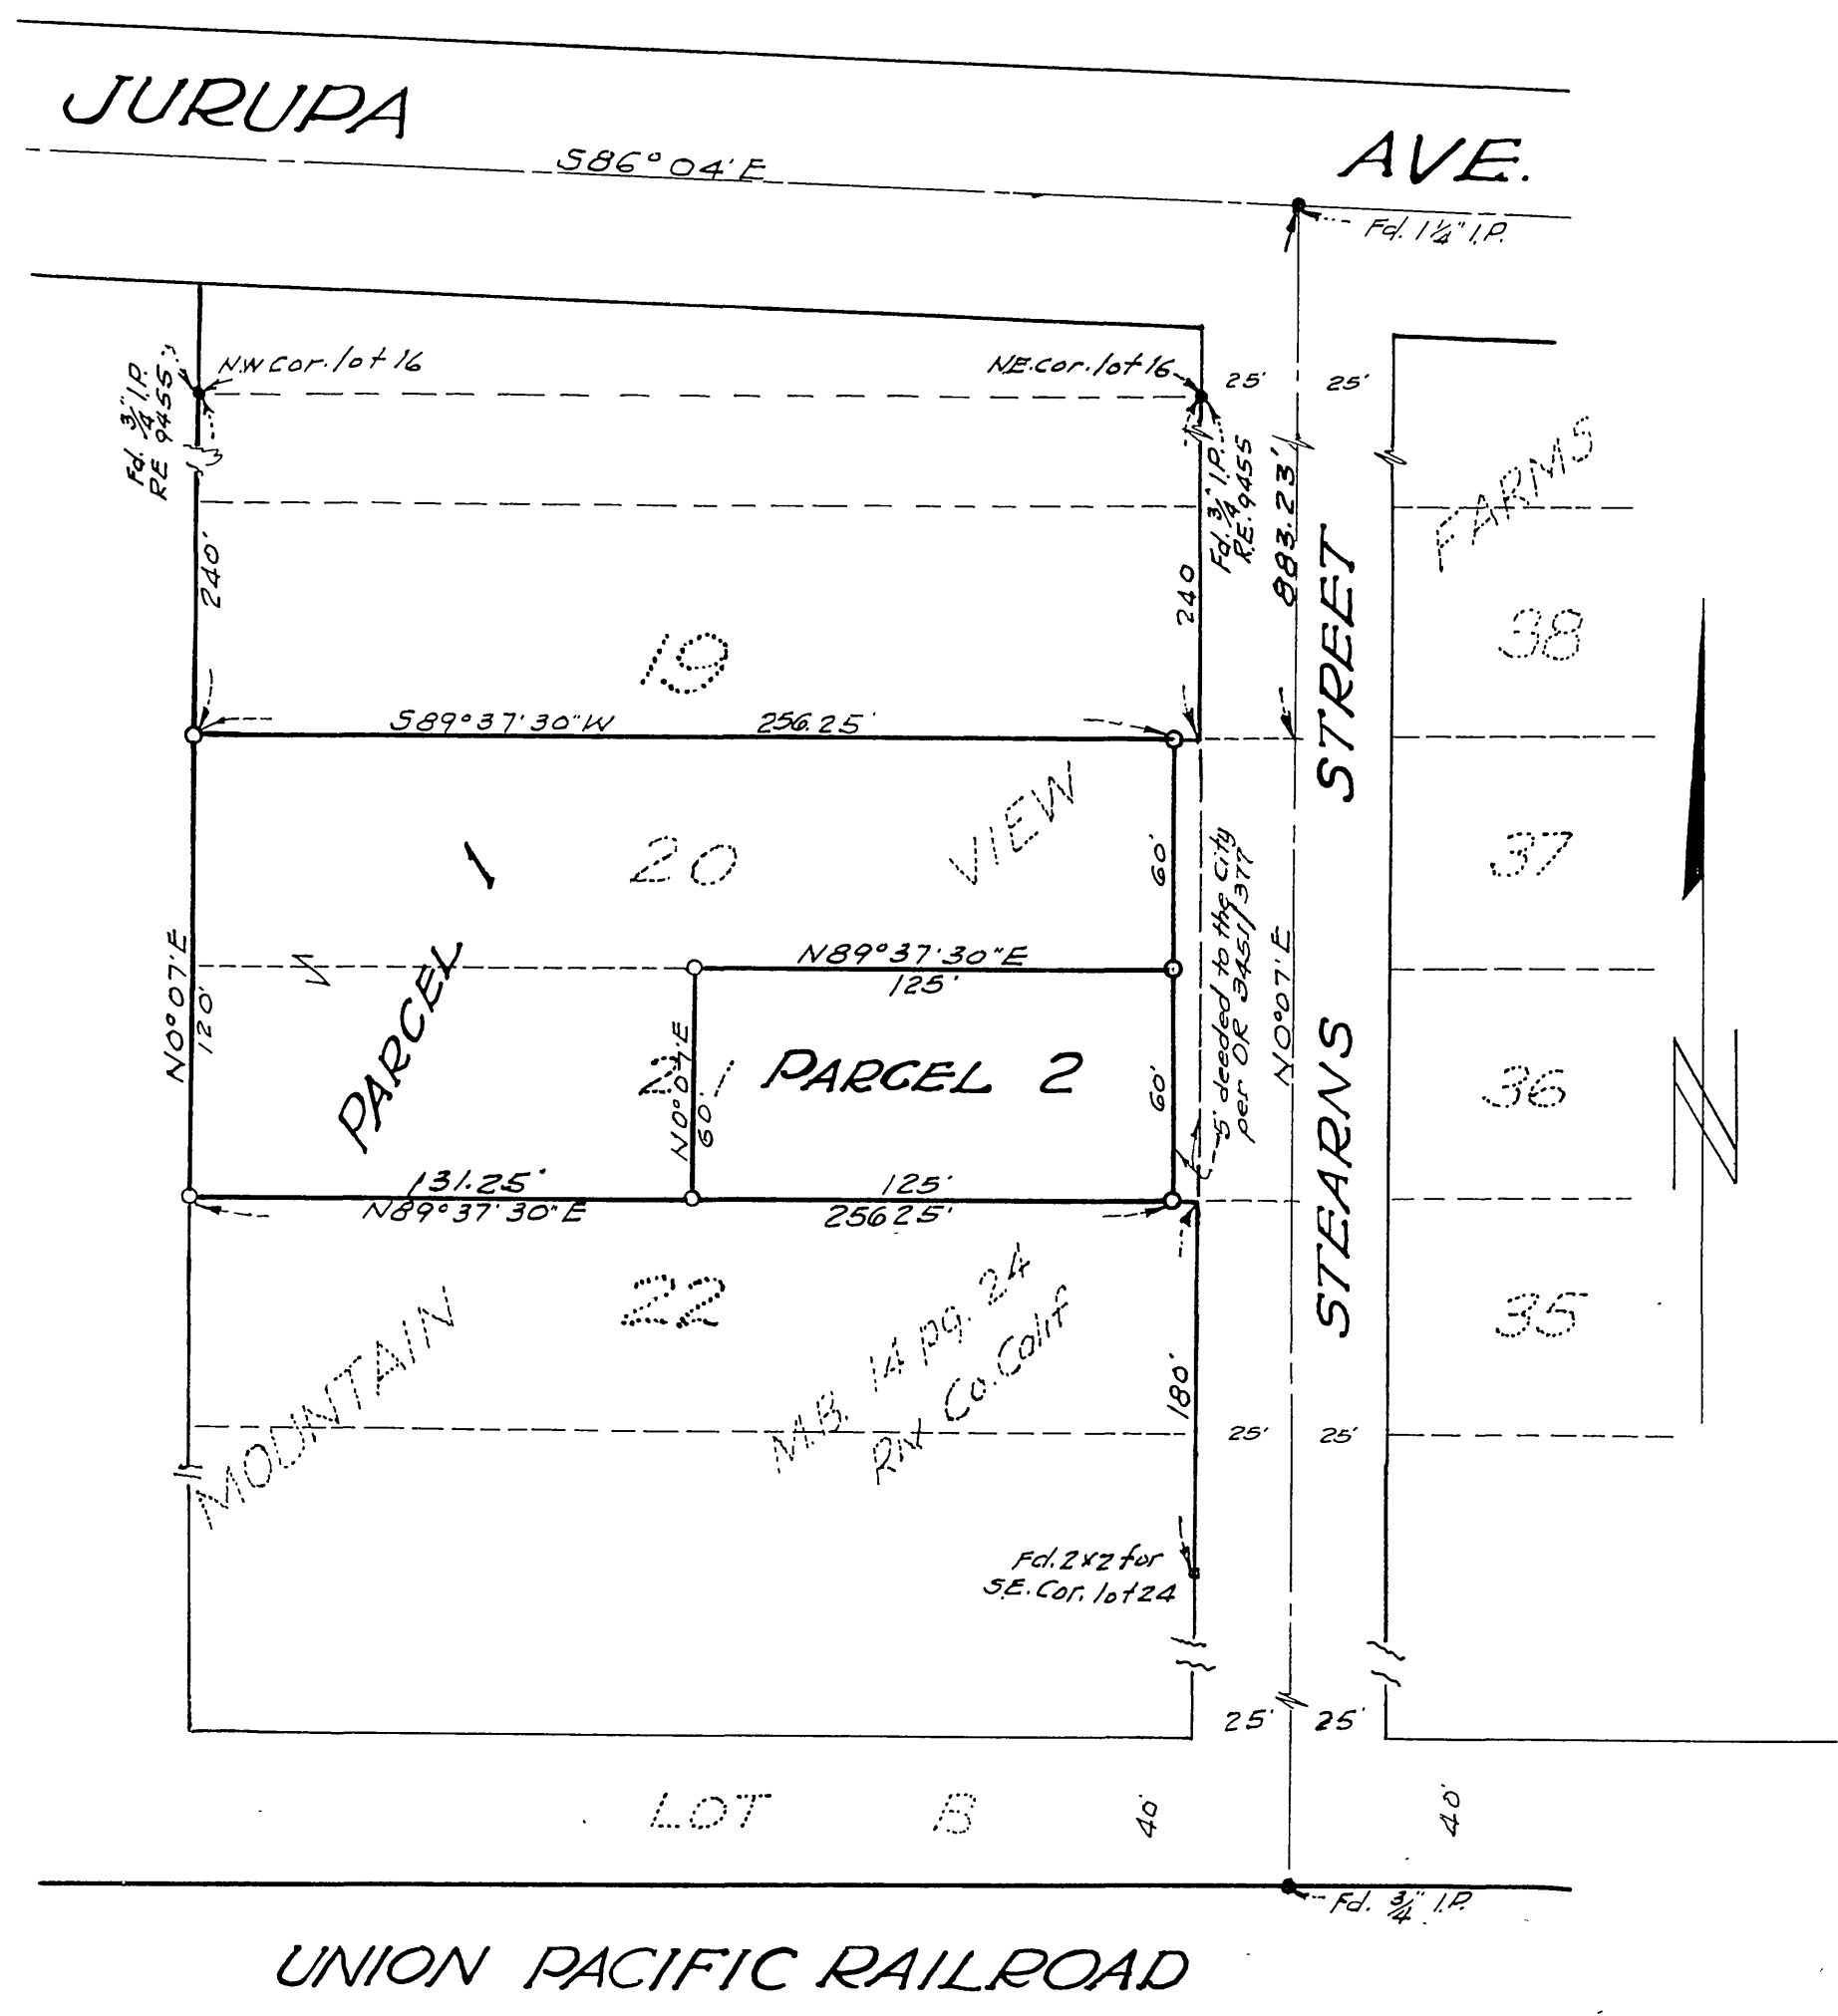 JURUPA AVE.
S86°04'E
Fd. 1¼" I.P.
N.W cor. lot 16
NE. cor. lot 16
25' 25'
Fd. ¾" I.P.
RE 9455
Fd. ¾" I.P.
R.E. 9455
883.23'
FARMS
240'
240
19
38
STEARNS STREET
S89°37'30"W 256.25'
20
VIEW
60'
37
PARCEL 1
5' deeded to the City
per OR 3451/377
N0°07'E
N89°37'30"E
125'
N0°07'E
120'
N0°07'E
60'
21
PARCEL 2
60'
36
N
131.25'
125'
N89°37'30"E
25625'
22
35
MOUNTAIN
M.B. 14 pg. 24
Riv Co. Calif
180'
25' 25'
Fd. 2x2 for
S.E. Cor. lot 24
25' 25'
LOT B
40'
40'
Fd. ¾" I.P.
UNION PACIFIC RAILROAD